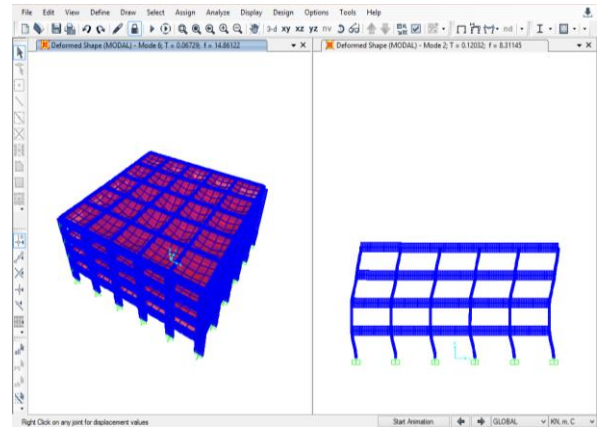 File Edit View Define Draw Select Assign Analyze Display Design Options Tools Help
3-d xy xz yz nv nd
Deformed Shape (MODAL) - Mode 6; T = 0.06729; f = 14.86122
Deformed Shape (MODAL) - Mode 2; T = 0.12032; f = 8.31145
Right Click on any joint for displacement values
Start Animation
GLOBAL
KN, m, C